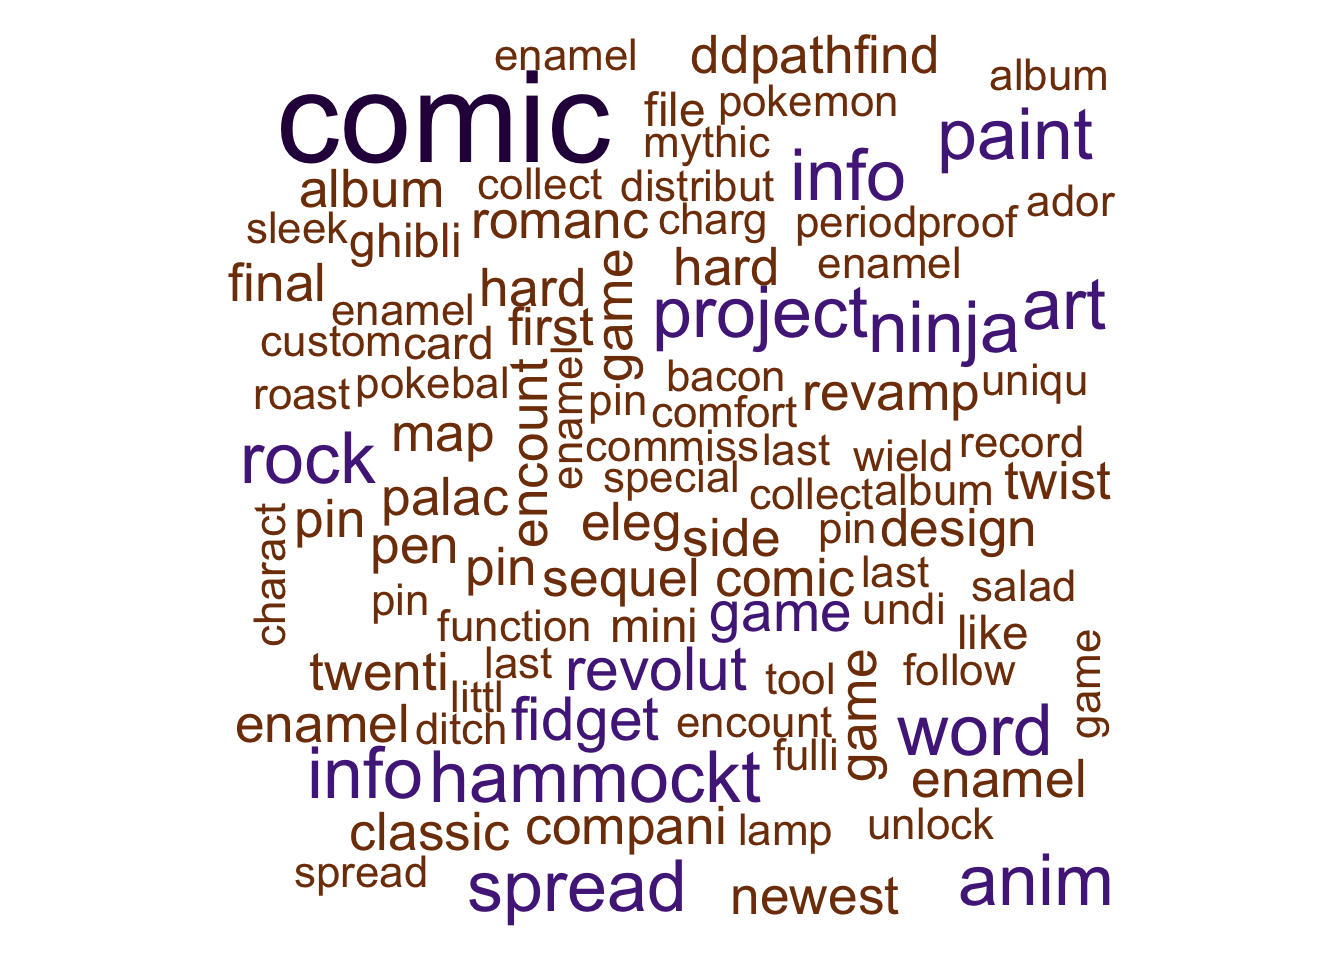 enamel ddpathfind album
comic file pokemon paint
mythic info
album collect distribut ador
sleek ghibli romanc charg periodproof
final enamel hard game hard enamel
project ninja art
custom card first
roast pokebal encount enamel pin bacon comfort revamp uniqu
rock map commiss last wield record
special collect album twist
charact pin palac eleg side pin design
pen pin sequel comic last salad
pin function mini game undi like
twenti last revolut tool game follow game
littl
enamel ditch fidget encount word
info hammockt fulli enamel
classic compani lamp unlock
spread spread newest anim